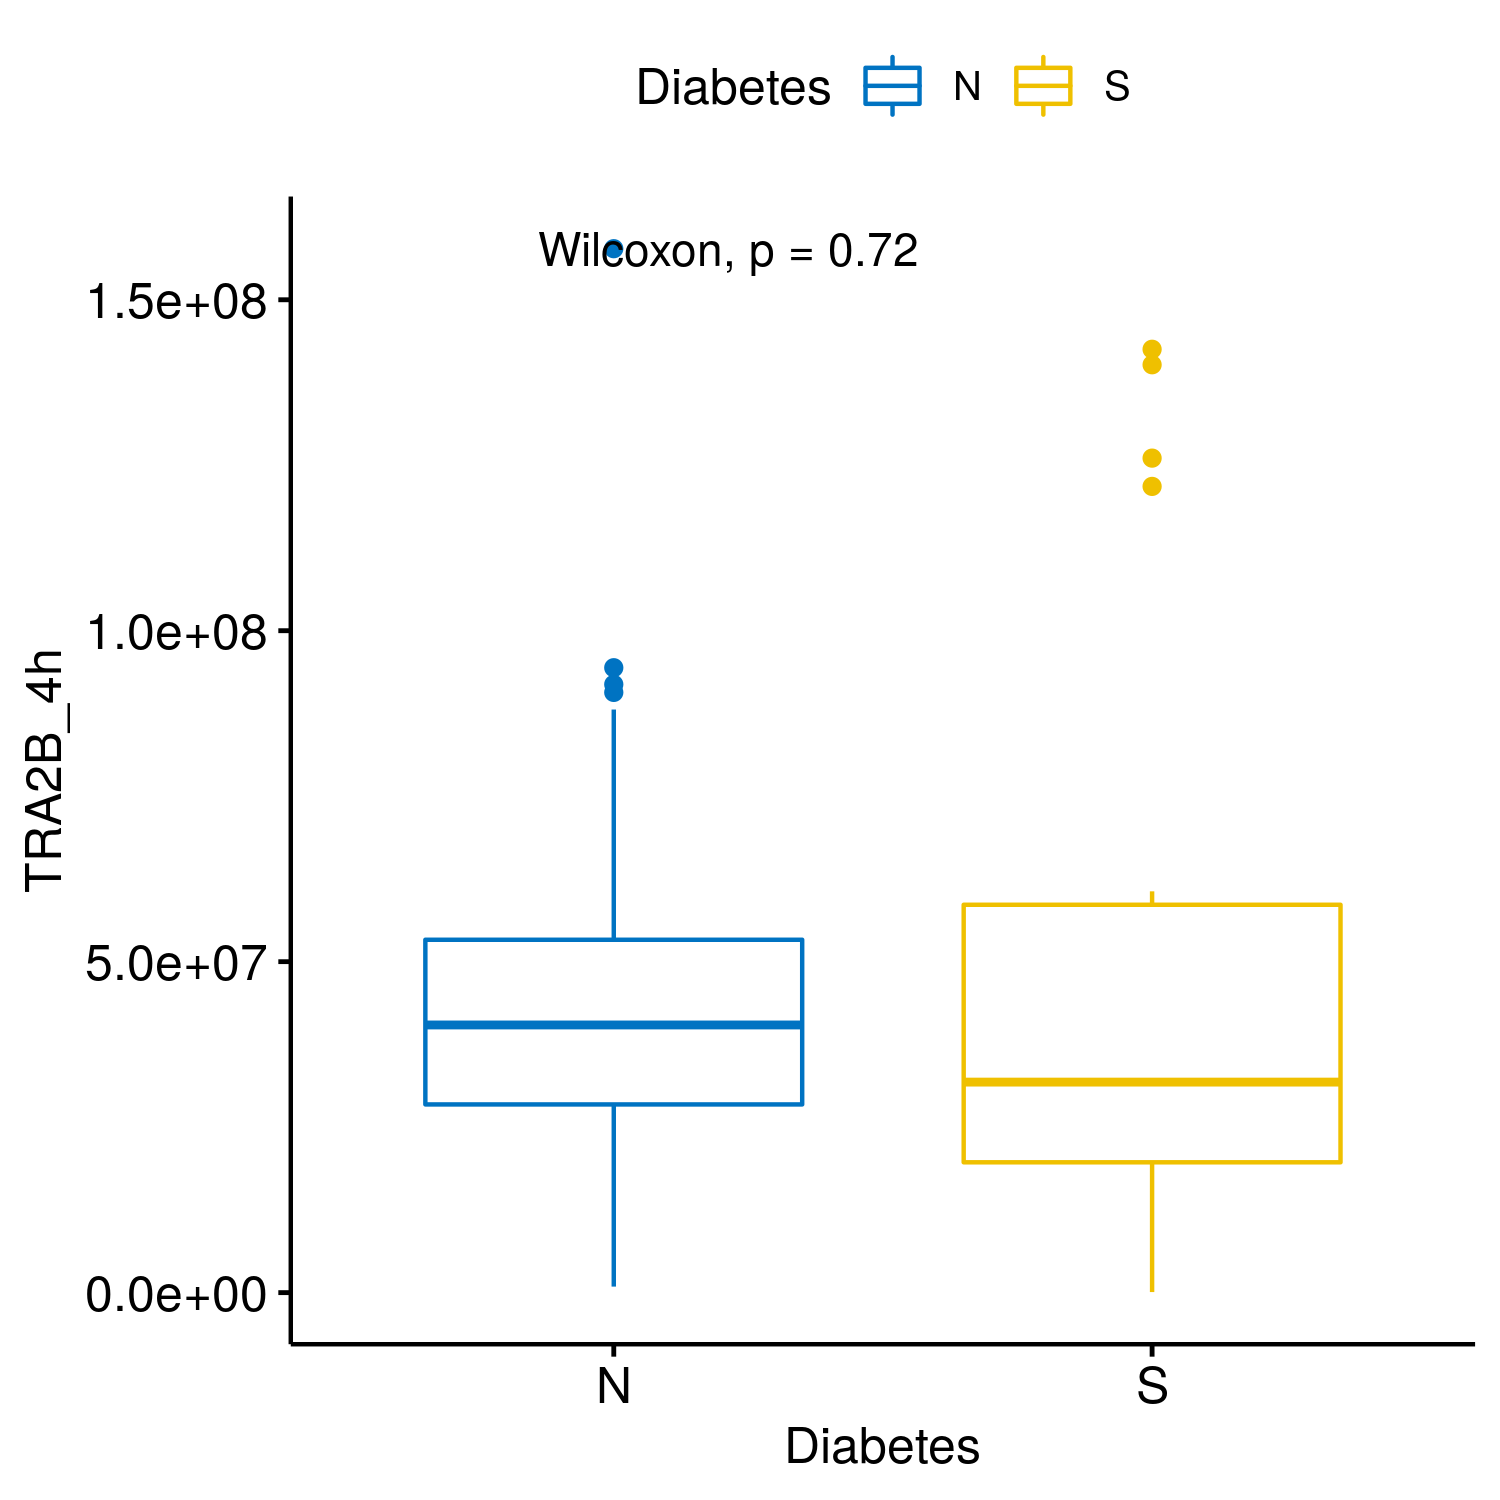 Diabetes N S
Wilcoxon, p = 0.72
1.5e+08
1.0e+08
5.0e+07
0.0e+00
TRA2B_4h
N S
Diabetes